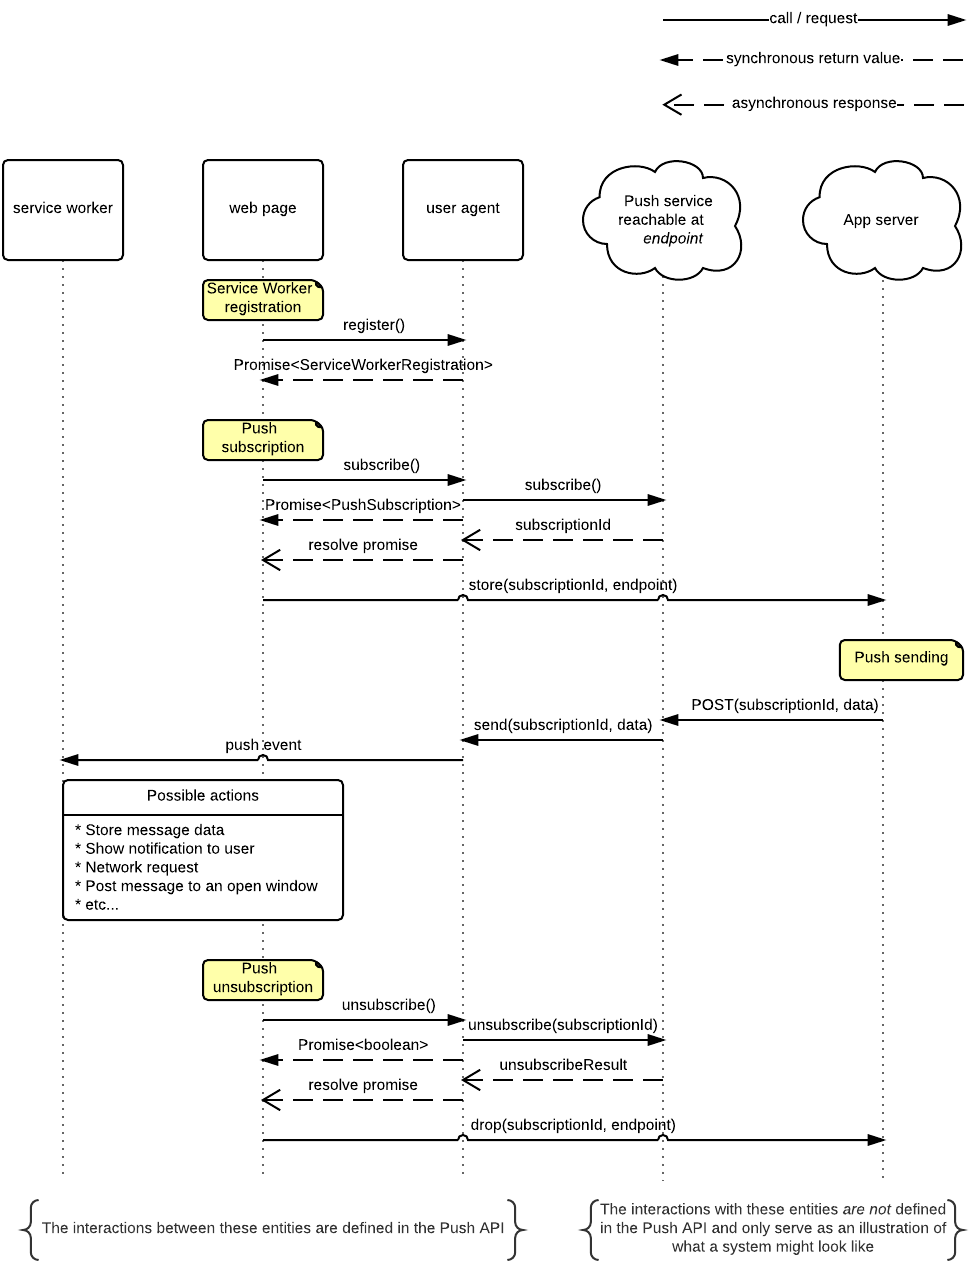 call / request
synchronous return value
asynchronous response
service worker
web page
user agent
Push service
reachable at
endpoint
App server
Service Worker
registration
register()
Promise<ServiceWorkerRegistration>
Push
subscription
subscribe()
subscribe()
Promise<PushSubscription>
subscriptionId
resolve promise
store(subscriptionId, endpoint)
Push sending
POST(subscriptionId, data)
send(subscriptionId, data)
push event
Possible actions
* Store message data
* Show notification to user
* Network request
* Post message to an open window
* etc...
Push
unsubscription
unsubscribe()
unsubscribe(subscriptionId)
Promise<boolean>
unsubscribeResult
resolve promise
drop(subscriptionId, endpoint)
The interactions between these entities are defined in the Push API
The interactions with these entities are not defined
in the Push API and only serve as an illustration of
what a system might look like